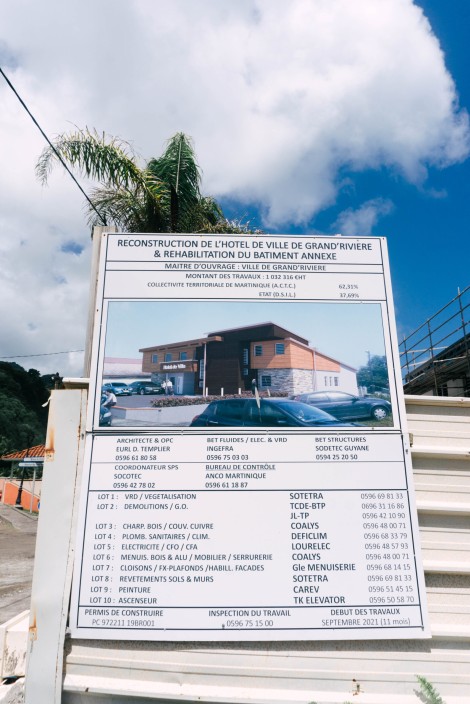 RECONSTRUCTION DE L'HOTEL DE VILLE DE GRAND'RIVIERE
& REHABILITATION DU BATIMENT ANNEXE
MAITRE D'OUVRAGE : VILLE DE GRAND'RIVIERE
MONTANT DES TRAVAUX : 1 032 316 €HT
COLLECTIVITE TERRITORIALE DE MARTINIQUE (A.C.T.C.) 62,31%
ETAT (D.S.I.L.) 37,69%
Hôtel de Ville
ARCHITECTE & OPC BET FLUIDES / ELEC. & VRD BET STRUCTURES
EURL D. TEMPLIER INGEFRA SODETEC GUYANE
0596 61 80 58 0596 75 03 03 0594 25 20 50
COORDONATEUR SPS BUREAU DE CONTRÔLE
SOCOTEC ANCO MARTINIQUE
0596 42 78 02 0596 61 18 87
LOT 1 : VRD / VEGETALISATION SOTETRA 0596 69 81 33
LOT 2 : DEMOLITIONS / G.O. TCDE-BTP 0696 31 16 86
JL-TP 0596 42 10 90
LOT 3 : CHARP. BOIS / COUV. CUIVRE COALYS 0596 48 00 71
LOT 4 : PLOMB. SANITAIRES / CLIM. DEFICLIM 0596 68 33 79
LOT 5 : ELECTRICITE / CFO / CFA LOURELEC 0596 48 57 93
LOT 6 : MENUIS. BOIS & ALU / MOBILIER / SERRURERIE COALYS 0596 48 00 71
LOT 7 : CLOISONS / FX-PLAFONDS /HABILL. FACADES Gle MENUISERIE 0596 68 14 15
LOT 8 : REVETEMENTS SOLS & MURS SOTETRA 0596 69 81 33
LOT 9 : PEINTURE CAREV 0596 51 45 15
LOT 10 : ASCENSEUR TK ELEVATOR 0596 50 58 70
PERMIS DE CONSTRUIRE INSPECTION DU TRAVAIL DEBUT DES TRAVAUX
PC 972211 19BR001 0596 75 15 00 SEPTEMBRE 2021 (11 mois)